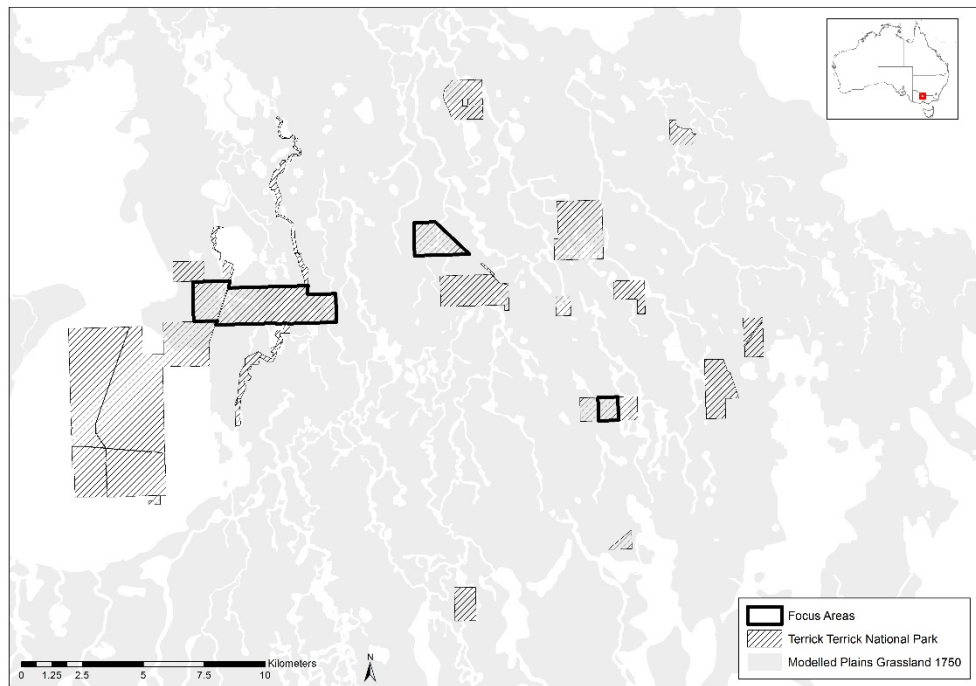 Focus Areas
Terrick Terrick National Park
Modelled Plains Grassland 1750
Kilometers
0 1.25 2.5 5 7.5 10
N